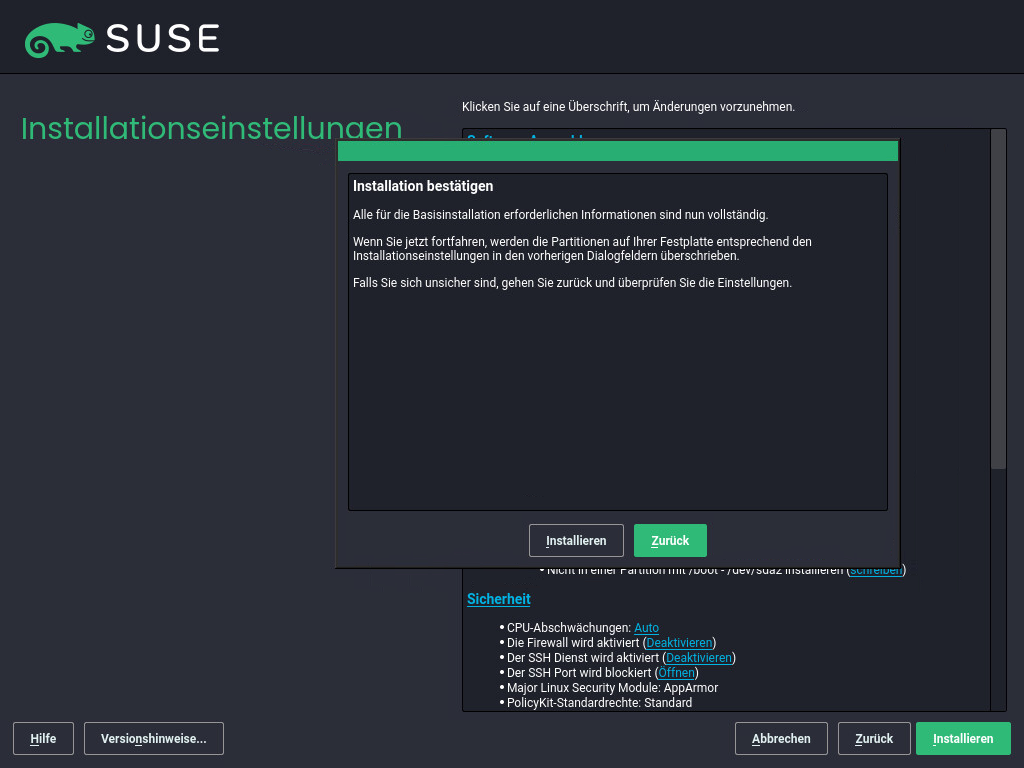 SUSE
Installationseinstellungen
Klicken Sie auf eine Überschrift, um Änderungen vorzunehmen.
Installation bestätigen
Alle für die Basisinstallation erforderlichen Informationen sind nun vollständig.
Wenn Sie jetzt fortfahren, werden die Partitionen auf Ihrer Festplatte entsprechend den
Installationseinstellungen in den vorherigen Dialogfeldern überschrieben.
Falls Sie sich unsicher sind, gehen Sie zurück und überprüfen Sie die Einstellungen.
Installieren
Zurück
• Nicht in einer Partition mit /boot - /dev/sda2 installieren (schreiben)
Sicherheit
• CPU-Abschwächungen: Auto
• Die Firewall wird aktiviert (Deaktivieren)
• Der SSH Dienst wird aktiviert (Deaktivieren)
• Der SSH Port wird blockiert (Öffnen)
• Major Linux Security Module: AppArmor
• PolicyKit-Standardrechte: Standard
Hilfe
Versionshinweise...
Abbrechen
Zurück
Installieren